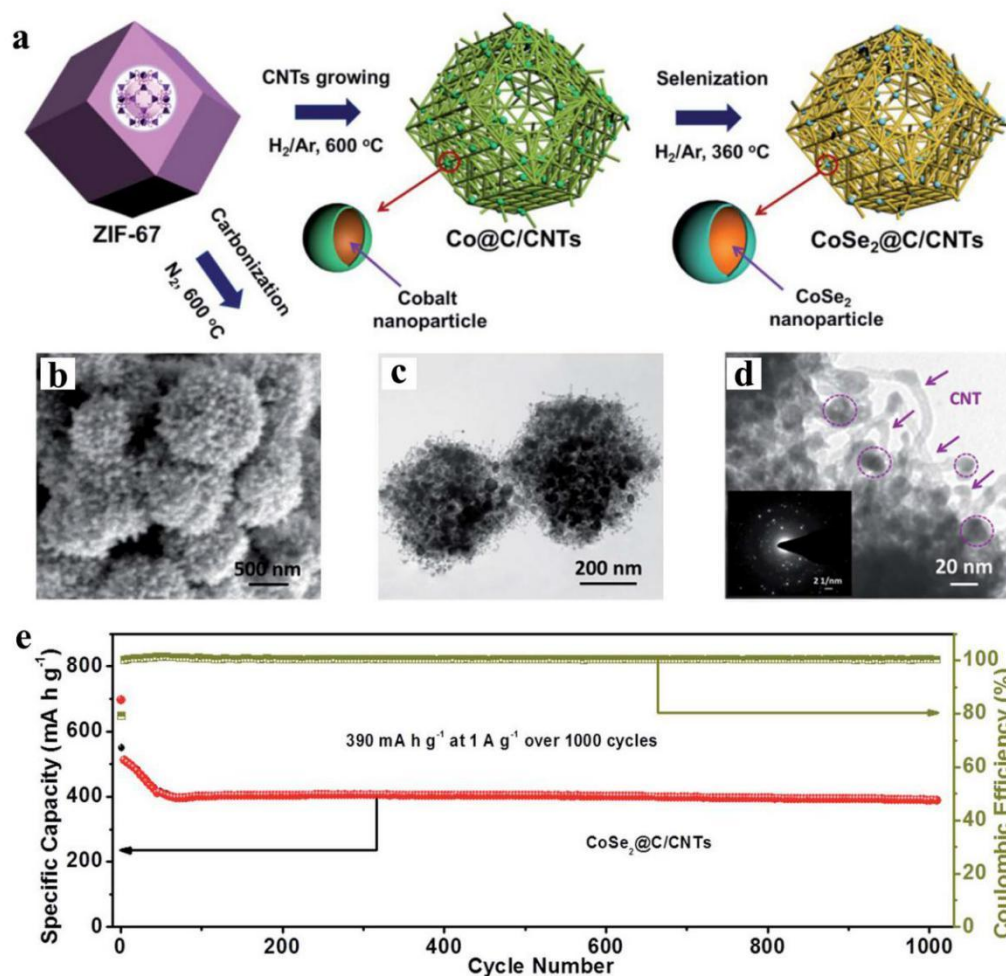 a
CNTs growing
H₂/Ar, 600 °C
Selenization
H₂/Ar, 360 °C
ZIF-67
Co@C/CNTs
CoSe₂@C/CNTs
Carbonization
N₂, 600 °C
Cobalt
nanoparticle
CoSe₂
nanoparticle
b
500 nm
c
200 nm
d
CNT
2 1/nm
20 nm
e
Specific Capacity (mA h g⁻¹)
800
600
400
200
0
390 mA h g⁻¹ at 1 A g⁻¹ over 1000 cycles
CoSe₂@C/CNTs
100
80
60
40
20
0
Coulombic Efficiency (%)
0
200
400
600
800
1000
Cycle Number